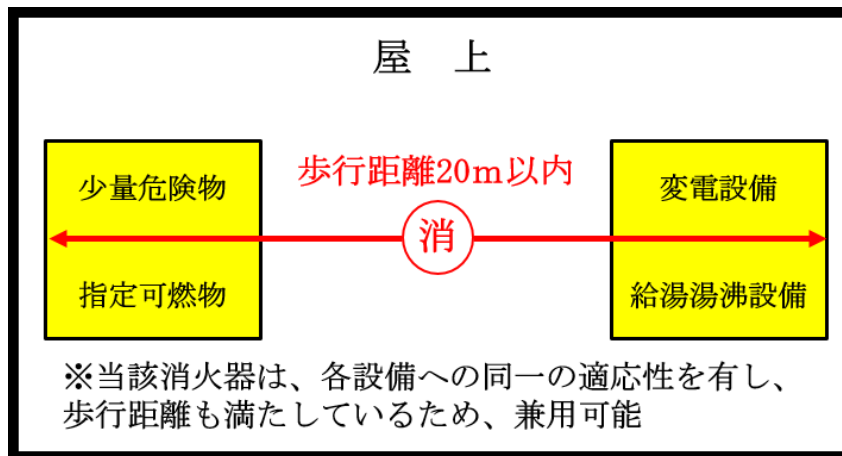 屋　上
歩行距離20m以内
少量危険物
変電設備
消
指定可燃物
給湯湯沸設備
※当該消火器は、各設備への同一の適応性を有し、
歩行距離も満たしているため、兼用可能